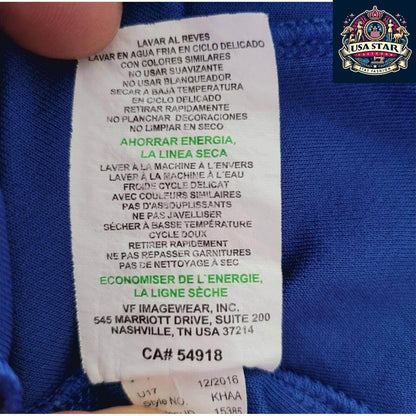 USA STAR
LAVAR AL REVES
LAVAR EN AGUA FRIA EN CICLO DELICADO
CON COLORES SIMILARES
NO USAR SUAVIZANTE
NO USAR BLANQUEADOR
SECAR A BAJA TEMPERATURA
EN CICLO DELICADO
RETIRAR RAPIDAMENTE
NO PLANCHAR DECORACIONES
NO LIMPIAR EN SECO
AHORRAR ENERGIA,
LA LINEA SECA
LAVER À LA MACHINE À L'ENVERS
LAVER À LA MACHINE À L'EAU
FROIDE CYCLE DELICAT
AVEC COULEURS SIMILAIRES
PAS D'ASSOUPLISSANTS
NE PAS JAVELLISER
SÉCHER À BASSE TEMPÉRATURE
CYCLE DOUX
RETIRER RAPIDEMENT
NE PAS REPASSER GARNITURES
PAS DE NETTOYAGE À SEC
ECONOMISER DE L'ENERGIE,
LA LIGNE SÈCHE
VF IMAGEWEAR, INC.
545 MARRIOTT DRIVE, SUITE 200
NASHVILLE, TN USA 37214
CA# 54918
U17 12/2016
Style NO. KHAA
15385